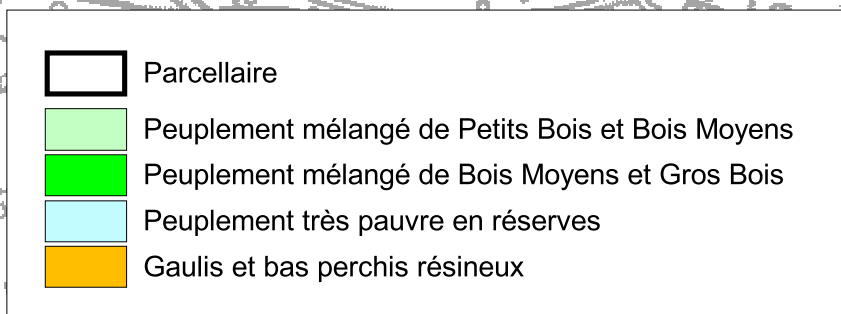 Parcellaire
Peuplement mélangé de Petits Bois et Bois Moyens
Peuplement mélangé de Bois Moyens et Gros Bois
Peuplement très pauvre en réserves
Gaulis et bas perchis résineux